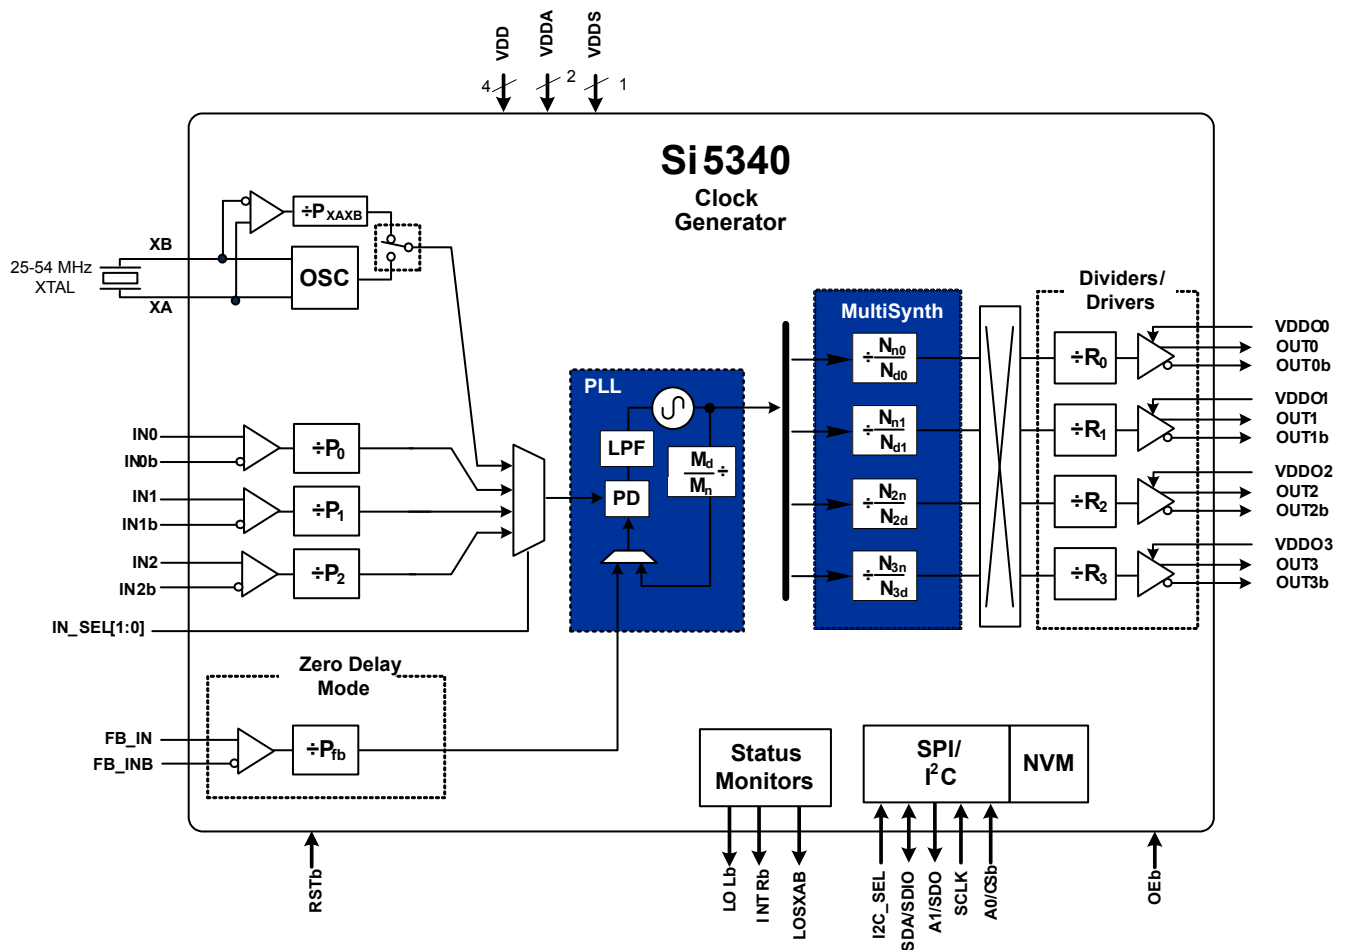 VDD
VDDA
VDDS
4
2
1
Si5340
Clock
Generator
÷P XAXB
XB
25-54 MHz
XTAL
OSC
XA
Dividers/
Drivers
MultiSynth
VDDO0
÷ Nn0 / Nd0
÷R0
OUT0
OUT0b
PLL
VDDO1
÷ Nn1 / Nd1
÷R1
OUT1
OUT1b
IN0
÷P0
IN0b
LPF
Md / Mn ÷
VDDO2
÷ N2n / N2d
÷R2
OUT2
OUT2b
IN1
÷P1
IN1b
PD
VDDO3
÷ N3n / N3d
÷R3
OUT3
OUT3b
IN2
÷P2
IN2b
IN_SEL[1:0]
Zero Delay
Mode
FB_IN
÷Pfb
FB_INB
Status
Monitors
SPI/
I2C
NVM
RSTb
LOLb
INTRb
LOSXAB
I2C_SEL
SDA/SDIO
A1/SDO
SCLK
A0/CSb
OEb